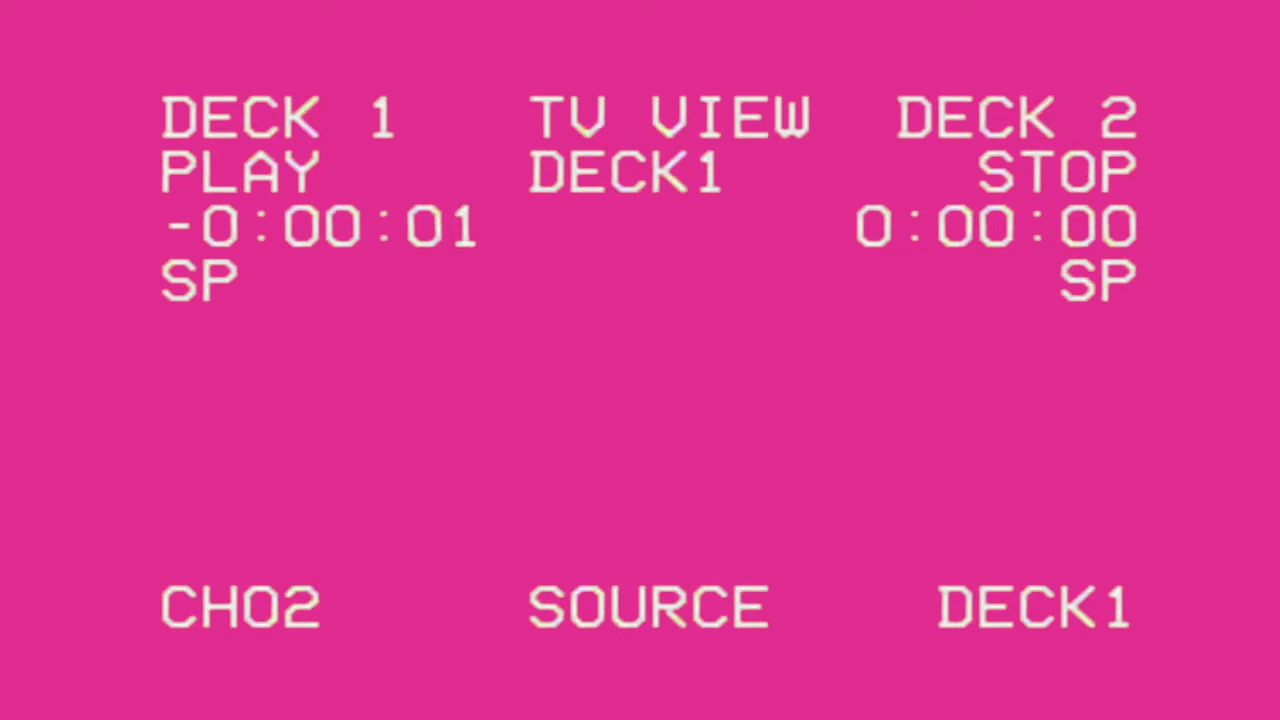 DECK 1 TV VIEW DECK 2
PLAY DECK1 STOP
-0:00:01 0:00:00
SP SP
CH02 SOURCE DECK1